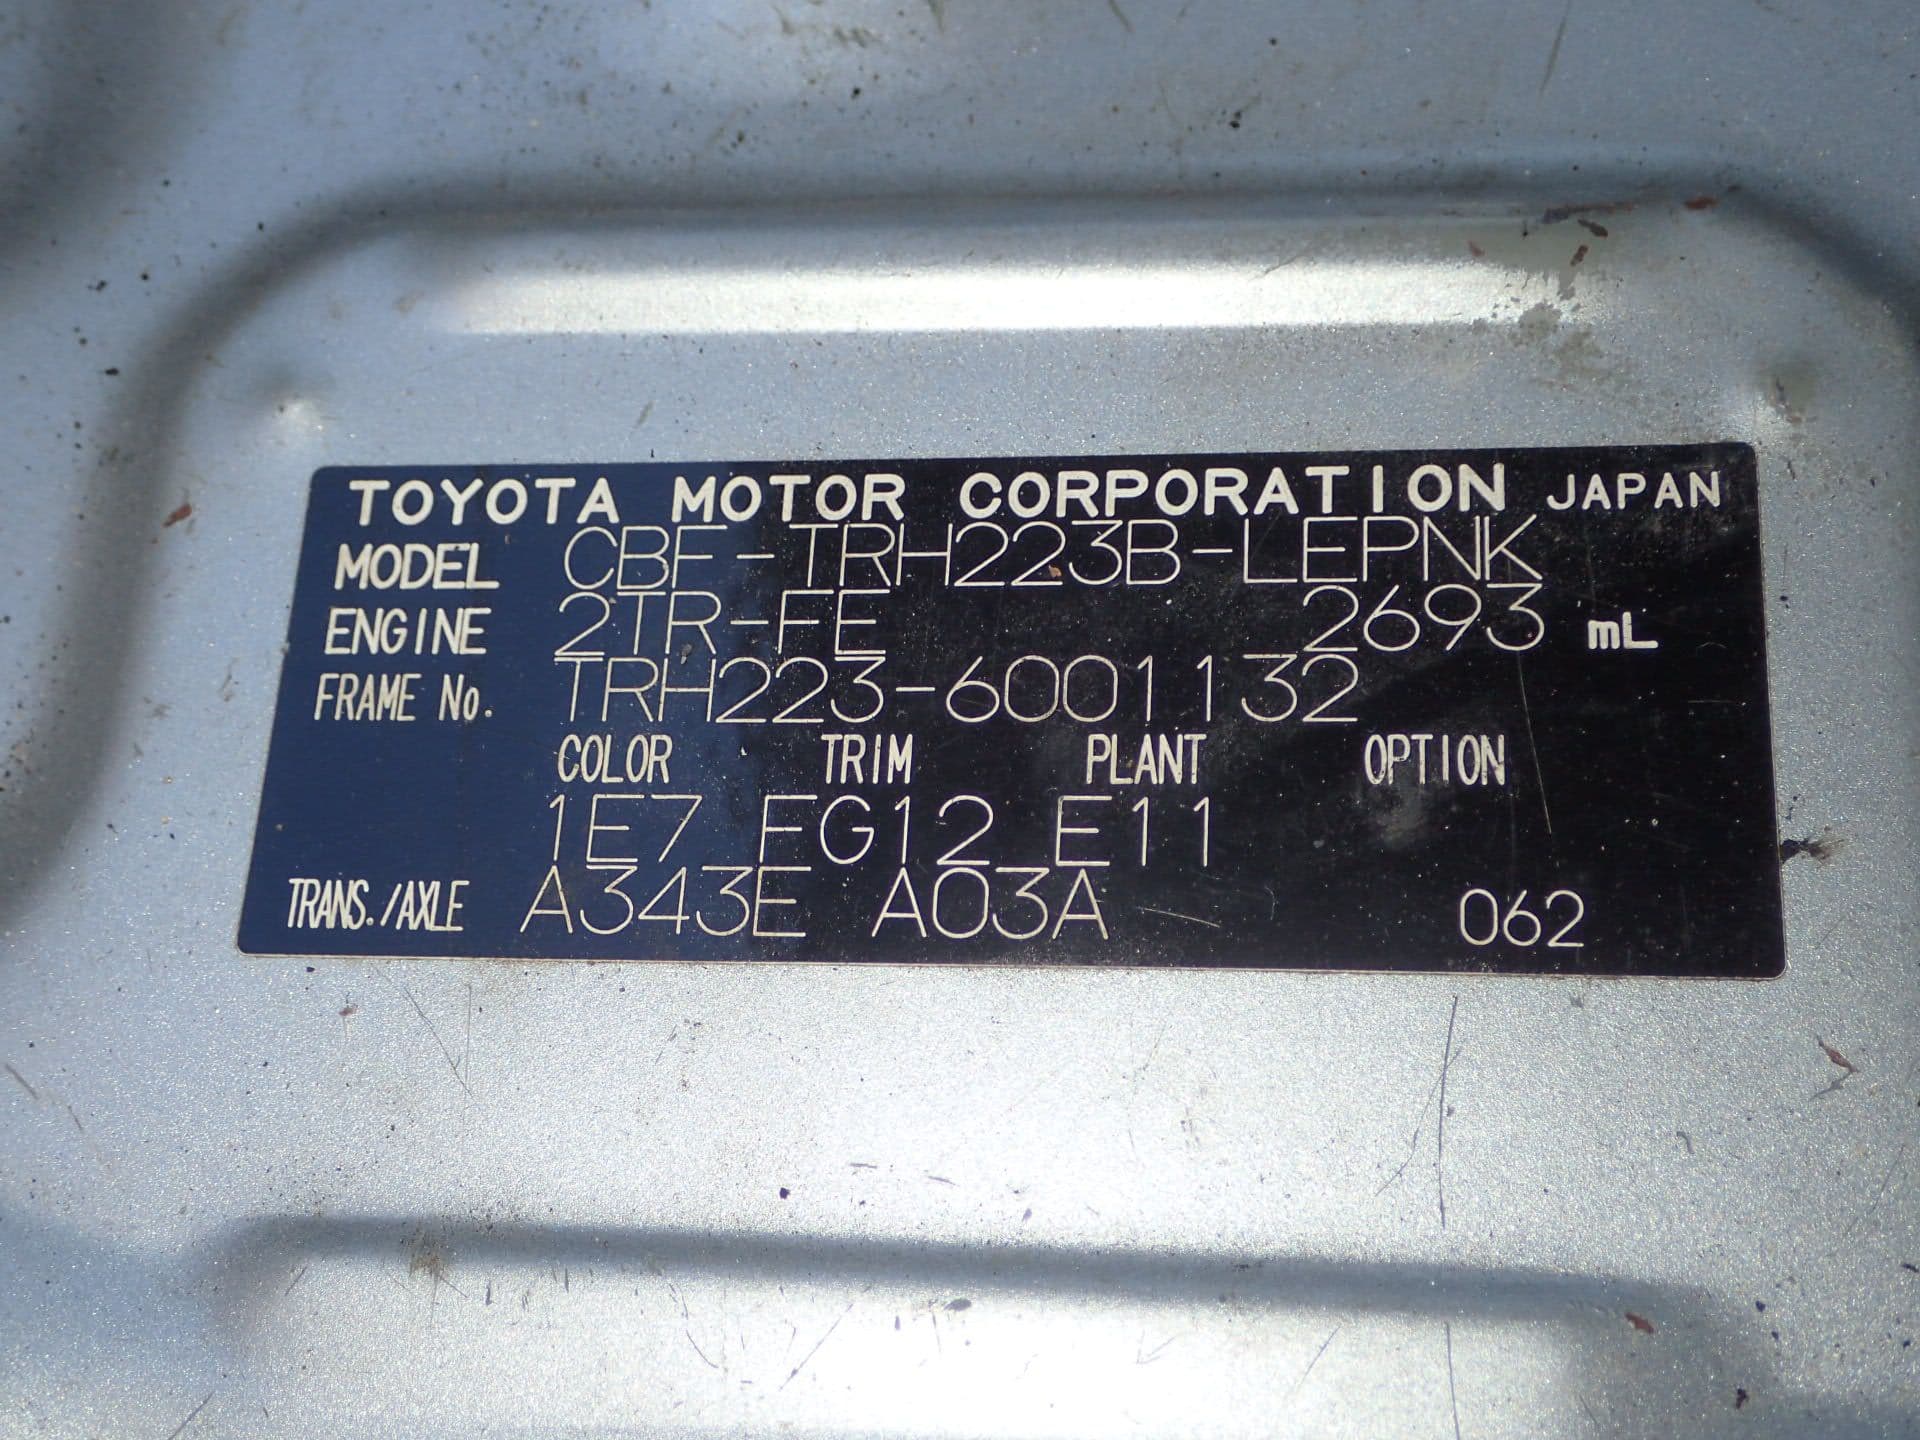 TOYOTA MOTOR CORPORATION JAPAN
MODEL CBF-TRH223B-LEPNK
ENGINE 2TR-FE 2693 mL
FRAME No. TRH223-6001132
COLOR TRIM PLANT OPTION
1E7 FG12 E11
TRANS./AXLE A343E A03A 062